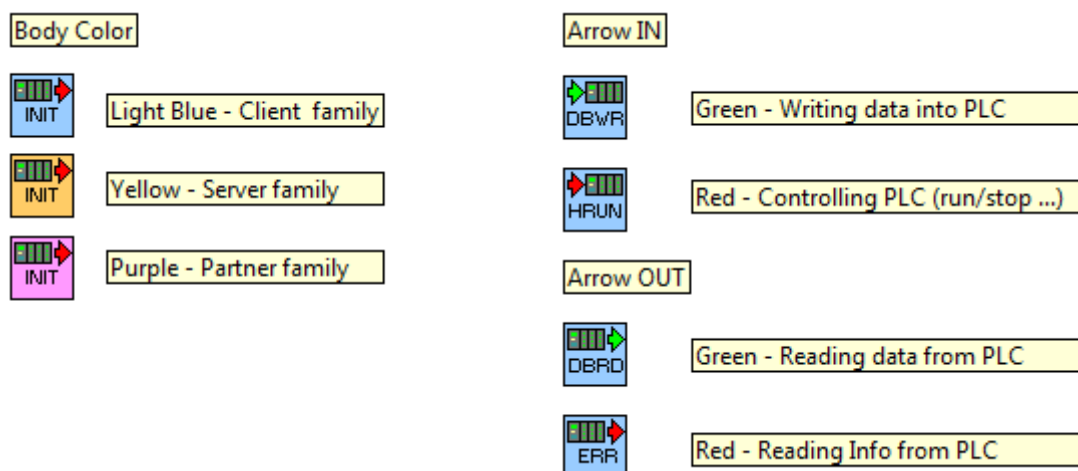 Body Color
INIT
Light Blue - Client  family
INIT
Yellow - Server family
INIT
Purple - Partner family
Arrow IN
DBWR
Green - Writing data into PLC
HRUN
Red - Controlling PLC (run/stop ...)
Arrow OUT
DBRD
Green - Reading data from PLC
ERR
Red - Reading Info from PLC